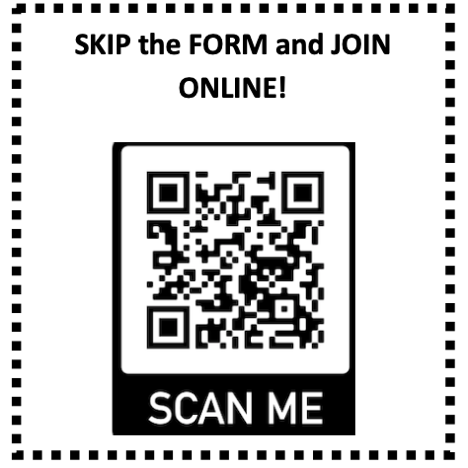 SKIP the FORM and JOIN
ONLINE!
SCAN ME